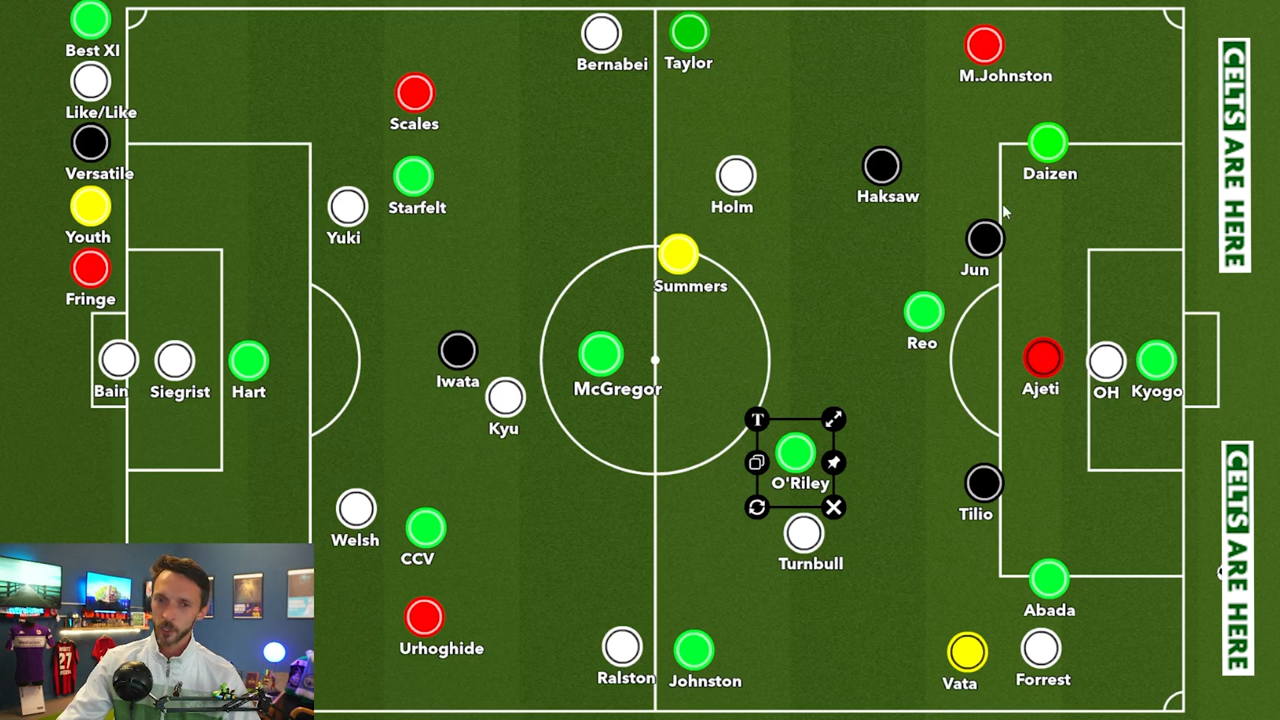 Best XI
Like/Like
Versatile
Youth
Fringe
Bernabei
Taylor
M.Johnston
Scales
Starfelt
Yuki
Holm
Haksaw
Daizen
Jun
Summers
Reo
Bain
Siegrist
Hart
Iwata
Kyu
McGregor
Ajeti
OH
Kyogo
T
O'Riley
Tilio
Welsh
CCV
Turnbull
Abada
Urhoghide
Ralston
Johnston
Vata
Forrest
CELTS ARE HERE
CELTS ARE HERE
27